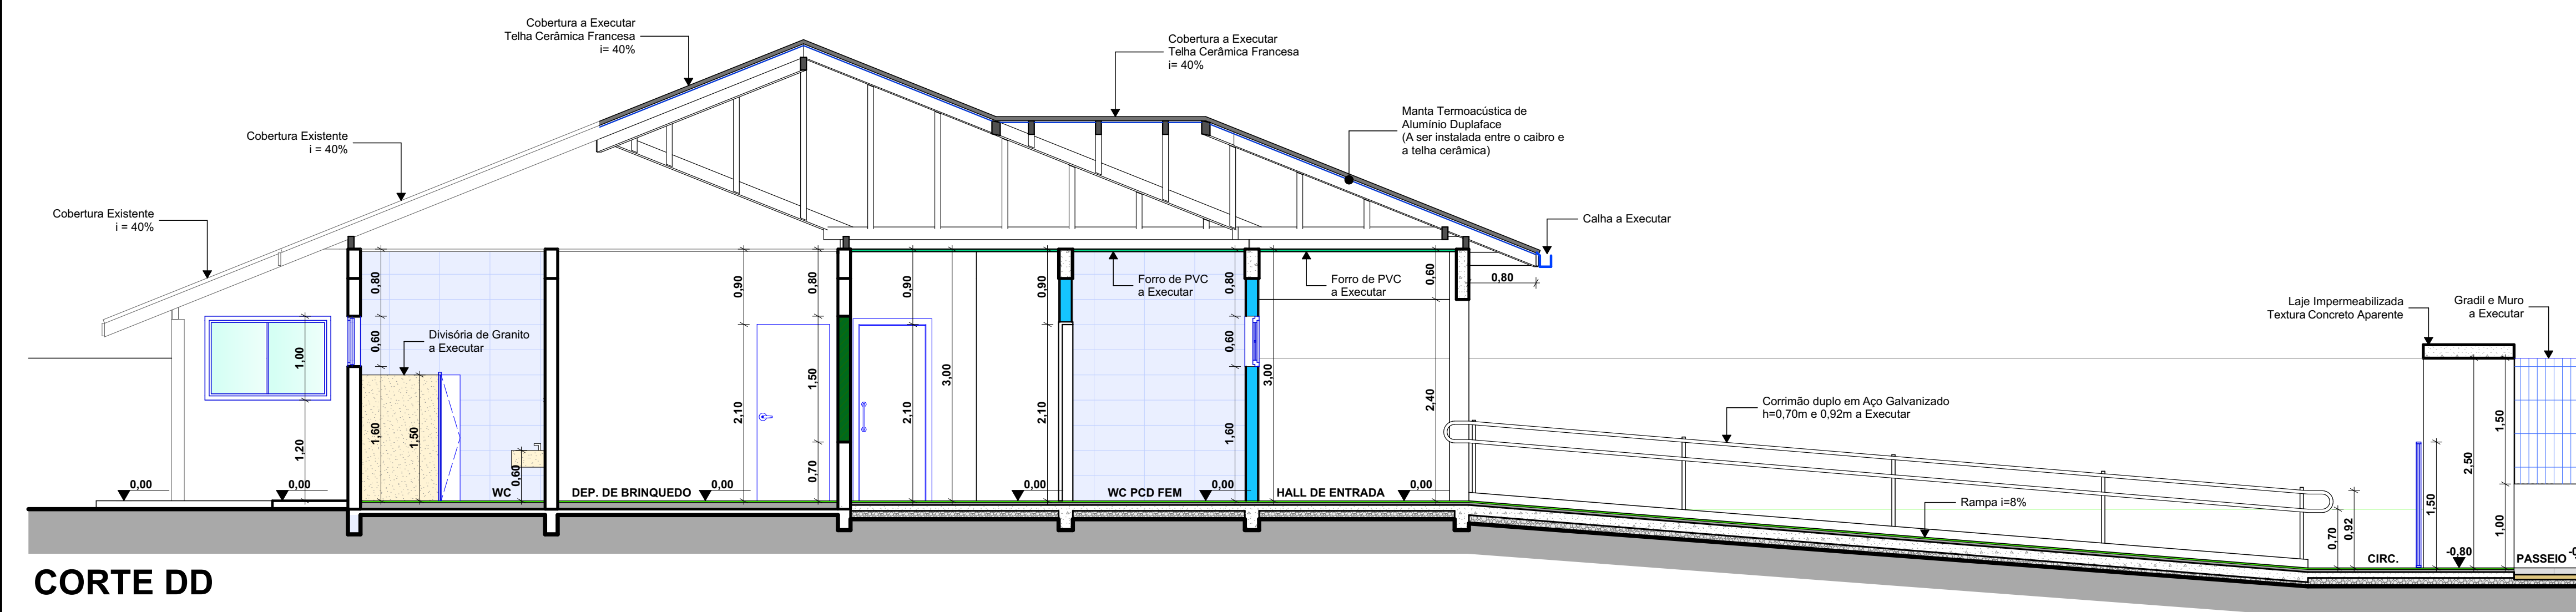 Cobertura a Executar
Telha Cerâmica Francesa
i= 40%
Cobertura a Executar
Telha Cerâmica Francesa
i= 40%
Manta Termoacústica de
Alumínio Duplaface
(A ser instalada entre o caibro e
a telha cerâmica)
Cobertura Existente
i = 40%
Cobertura Existente
i = 40%
Calha a Executar
Forro de PVC
a Executar
Forro de PVC
a Executar
Divisória de Granito
a Executar
Laje Impermeabilizada
Textura Concreto Aparente
Gradil e Muro
a Executar
Corrimão duplo em Aço Galvanizado
h=0,70m e 0,92m a Executar
Rampa i=8%
1,00
1,20
0,80
0,60
1,60
1,50
0,60
0,90
2,10
0,80
1,50
0,70
0,90
2,10
3,00
0,90
2,10
0,80
0,60
1,60
3,00
0,60
2,40
0,80
0,70
0,92
1,50
2,50
1,50
1,00
0,00
0,00
WC
DEP. DE BRINQUEDO
0,00
0,00
WC PCD FEM
0,00
HALL DE ENTRADA
0,00
CIRC.
-0,80
PASSEIO
CORTE DD